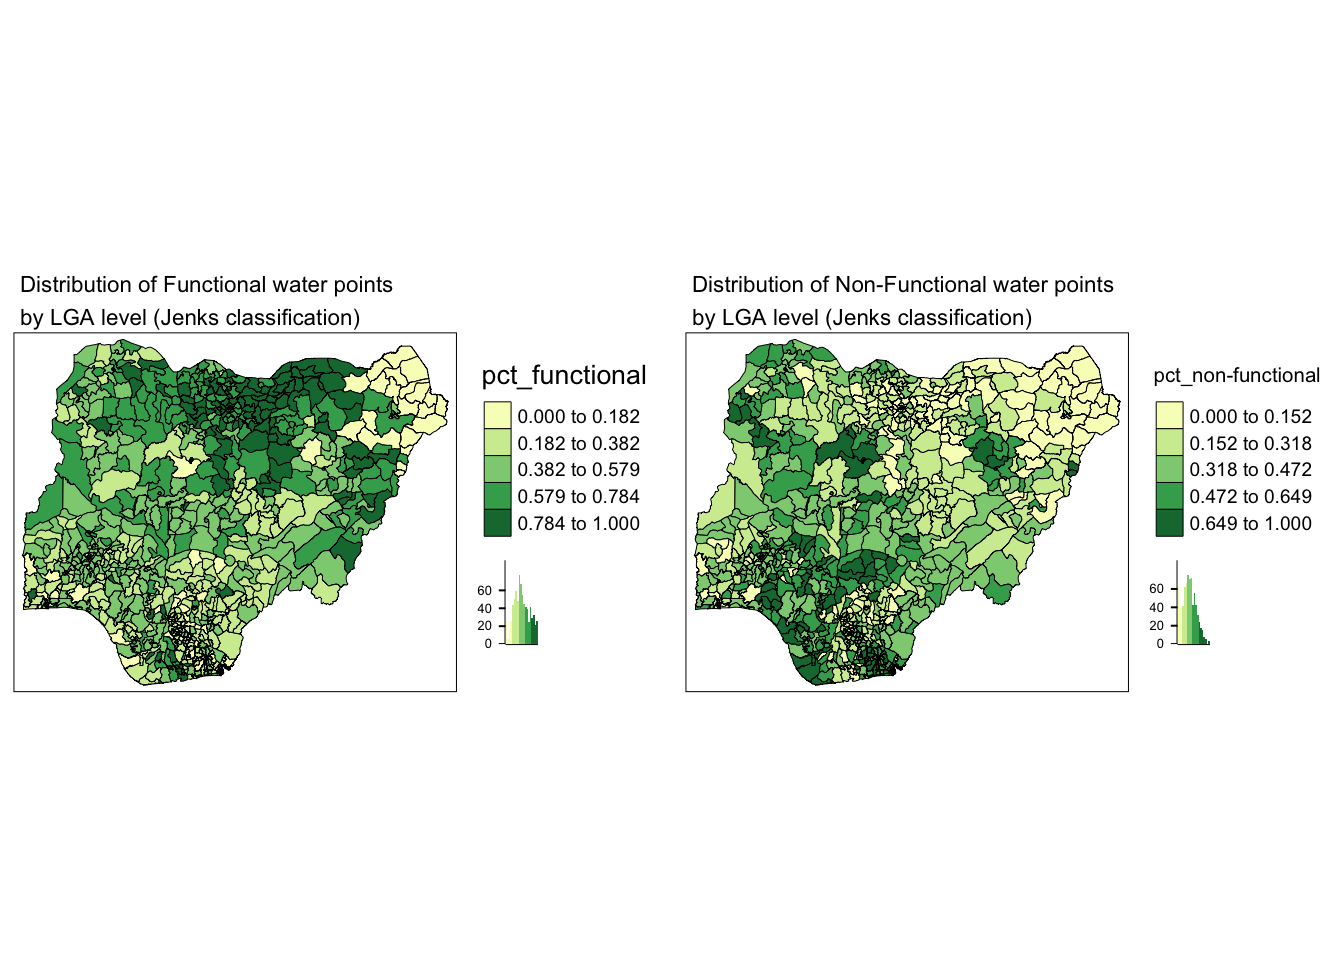 Distribution of Functional water points
by LGA level (Jenks classification)
pct_functional
0.000 to 0.182
0.182 to 0.382
0.382 to 0.579
0.579 to 0.784
0.784 to 1.000
60
40
20
0
Distribution of Non-Functional water points
by LGA level (Jenks classification)
pct_non-functional
0.000 to 0.152
0.152 to 0.318
0.318 to 0.472
0.472 to 0.649
0.649 to 1.000
60
40
20
0